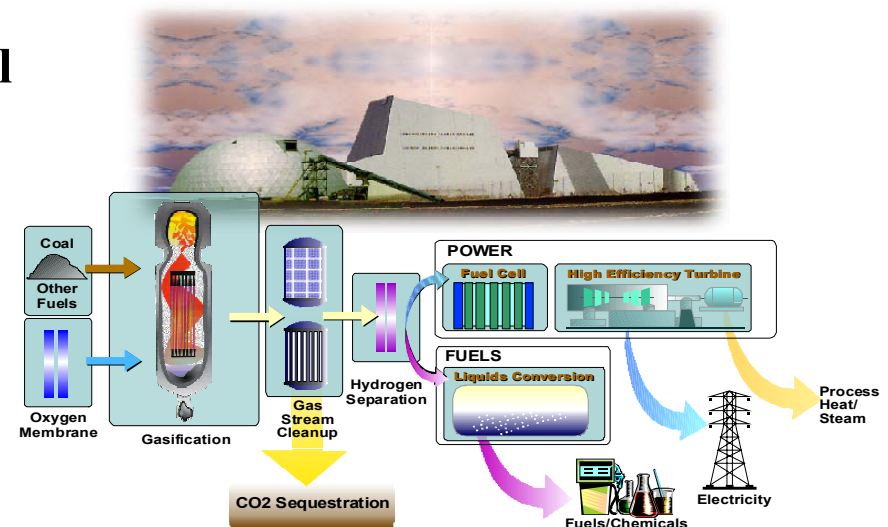 l
POWER
Coal
Fuel Cell
High Efficiency Turbine
Other
Fuels
FUELS
Liquids Conversion
Hydrogen
Separation
Process
Heat/
Steam
Oxygen
Membrane
Gas
Stream
Cleanup
Gasification
CO2 Sequestration
Electricity
Fuels/Chemicals